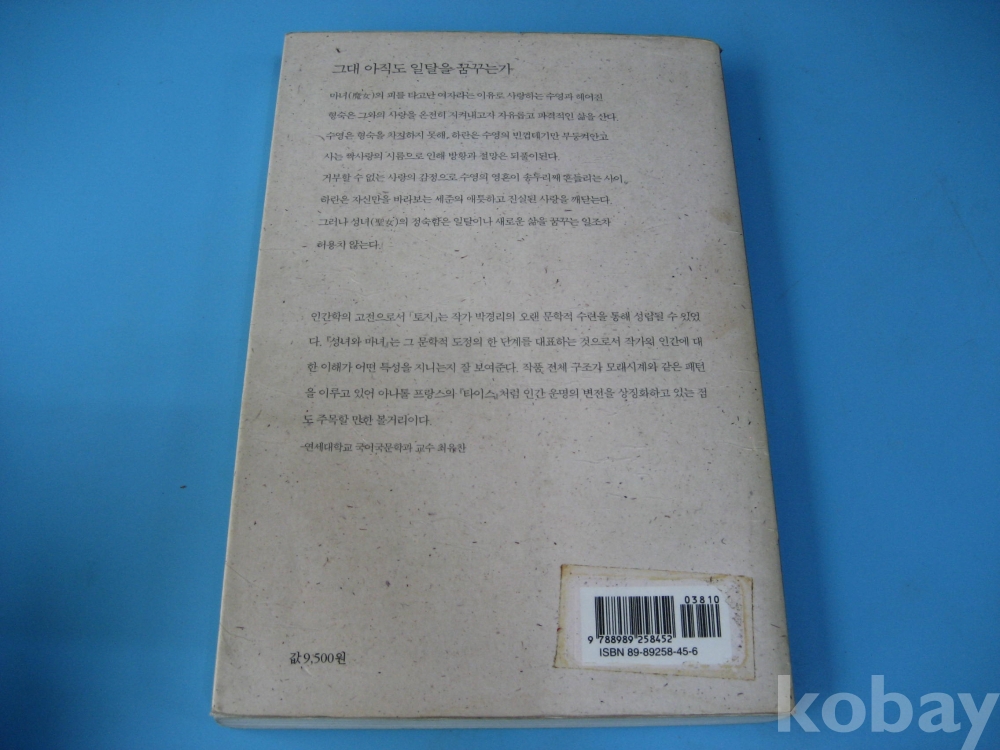 그대 아직도 일탈을 꿈꾸는가
마녀(魔女)의 피를 타고난 여자라는 이유로 사랑하는 수영과 헤어진
형숙은 그와의 사랑을 온전히 지켜내고자 자유롭고 파격적인 삶을 산다.
수영은 형숙을 차지하지 못해, 하란은 수영의 빈껍데기만 부둥켜안고
사는 짝사랑의 시름으로 인해 방황과 절망은 되풀이된다.
거부할 수 없는 사랑의 감정으로 수영의 영혼이 송두리째 흔들리는 사이,
하란은 자신만을 바라보는 세준의 애틋하고 진실된 사랑을 깨닫는다.
그러나 성녀(聖女)의 정숙함은 일탈이나 새로운 삶을 꿈꾸는 일조차
허용치 않는다.
인간학의 고전으로서 「토지」는 작가 박경리의 오랜 문학적 수련을 통해 성립될 수 있었
다. 『성녀와 마녀』는 그 문학적 도정의 한 단계를 대표하는 것으로서 작가의 인간에 대
한 이해가 어떤 특성을 지니는지 잘 보여준다. 작품 전체 구조가 모래시계와 같은 패턴
을 이루고 있어 아나톨 프랑스의 『타이스』처럼 인간 운명의 변전을 상징화하고 있는 점
도 주목할 만한 볼거리이다.
-연세대학교 국어국문학과 교수 최유찬
03810
9 788989 258452
ISBN 89-89258-45-6
값 9,500원
kobay